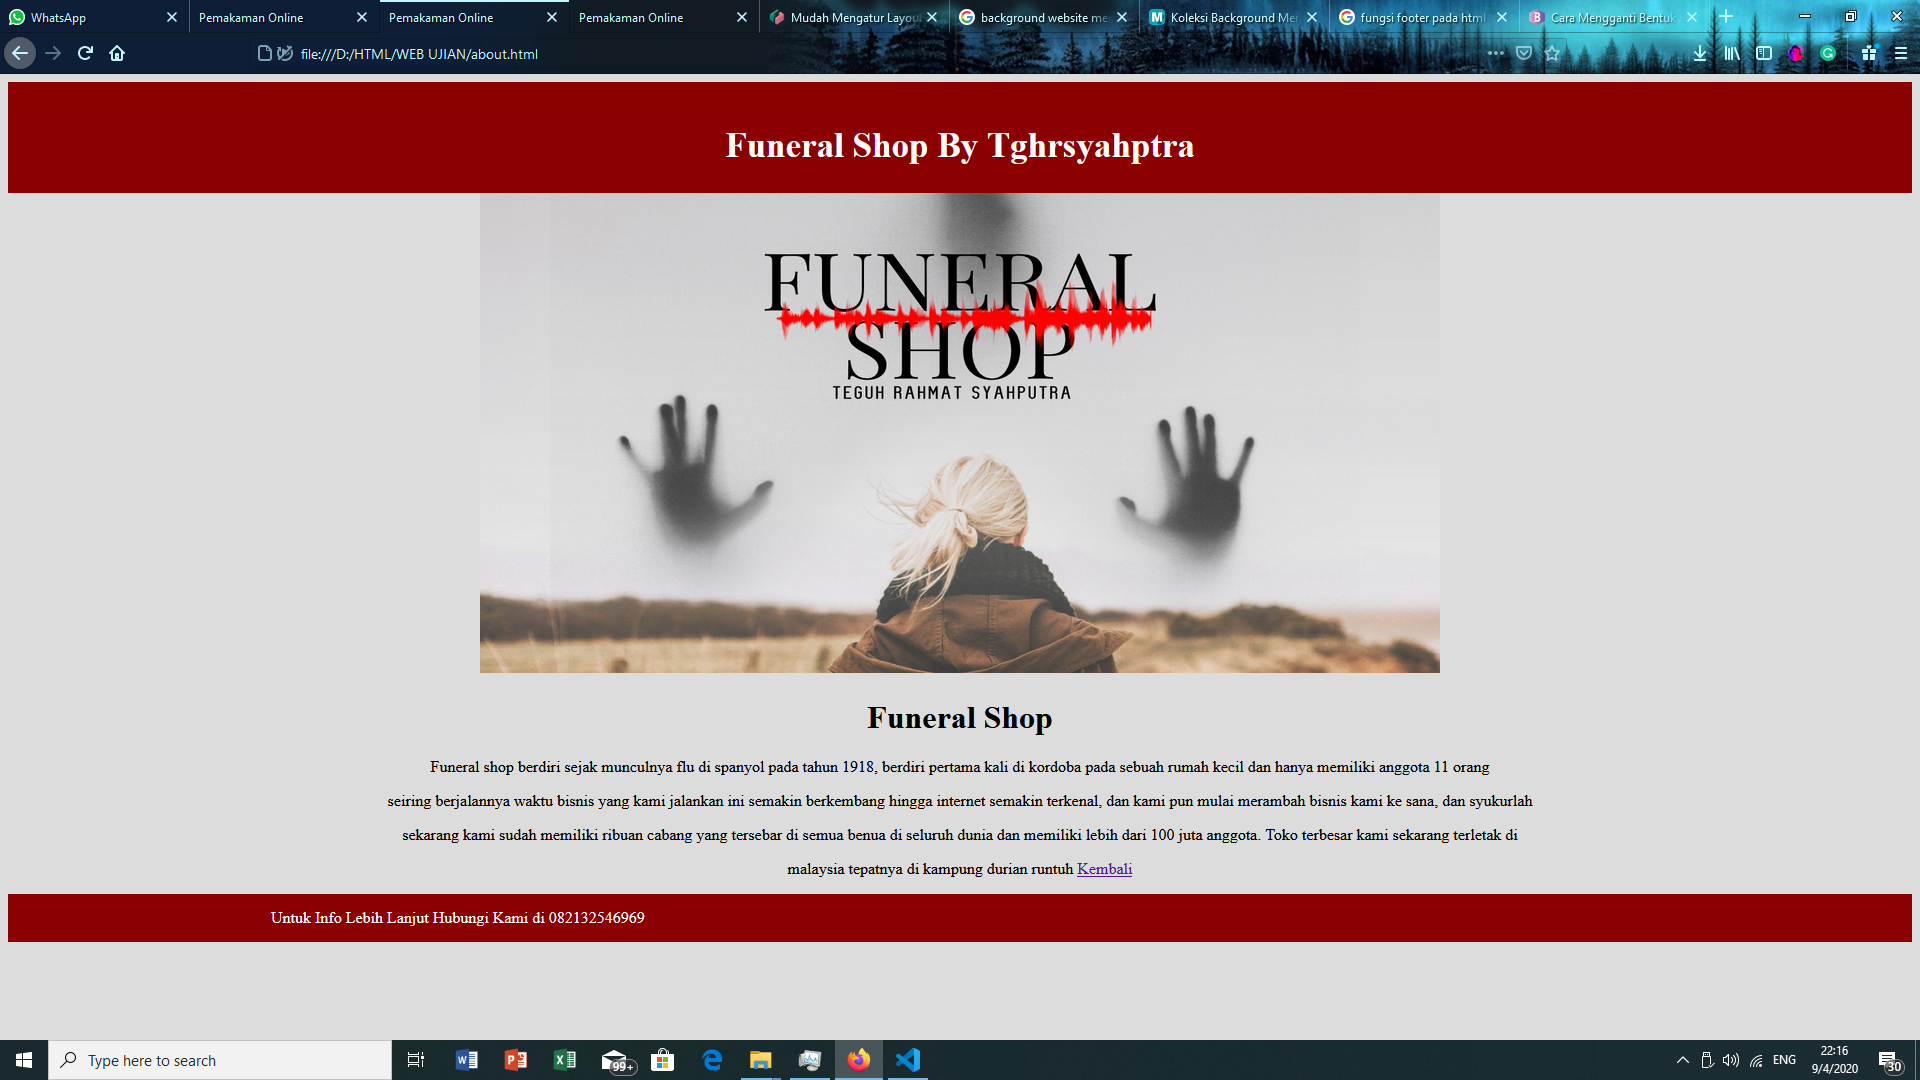 WhatsApp
Pemakaman Online
Pemakaman Online
Pemakaman Online
Mudah Mengatur Layou
background website me
Koleksi Background Me
fungsi footer pada html
Cara Mengganti Bentuk
file:///D:/HTML/WEB UJIAN/about.html
Funeral Shop By Tghrsyahptra
FUNERAL
SHOP
TEGUH RAHMAT SYAHPUTRA
Funeral Shop
Funeral shop berdiri sejak munculnya flu di spanyol pada tahun 1918, berdiri pertama kali di kordoba pada sebuah rumah kecil dan hanya memiliki anggota 11 orang
seiring berjalannya waktu bisnis yang kami jalankan ini semakin berkembang hingga internet semakin terkenal, dan kami pun mulai merambah bisnis kami ke sana, dan syukurlah
sekarang kami sudah memiliki ribuan cabang yang tersebar di semua benua di seluruh dunia dan memiliki lebih dari 100 juta anggota. Toko terbesar kami sekarang terletak di
malaysia tepatnya di kampung durian runtuh Kembali
Untuk Info Lebih Lanjut Hubungi Kami di 082132546969
Type here to search
99+
ENG
22:16
9/4/2020
30